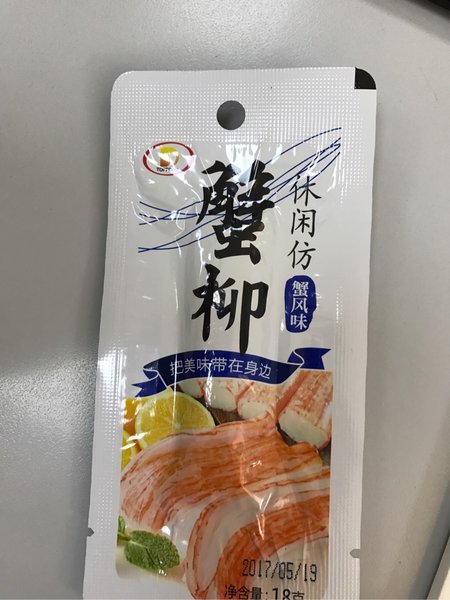 休闲仿
蟹柳
蟹风味
把美味带在身边
2017/05/19
净含量:18克